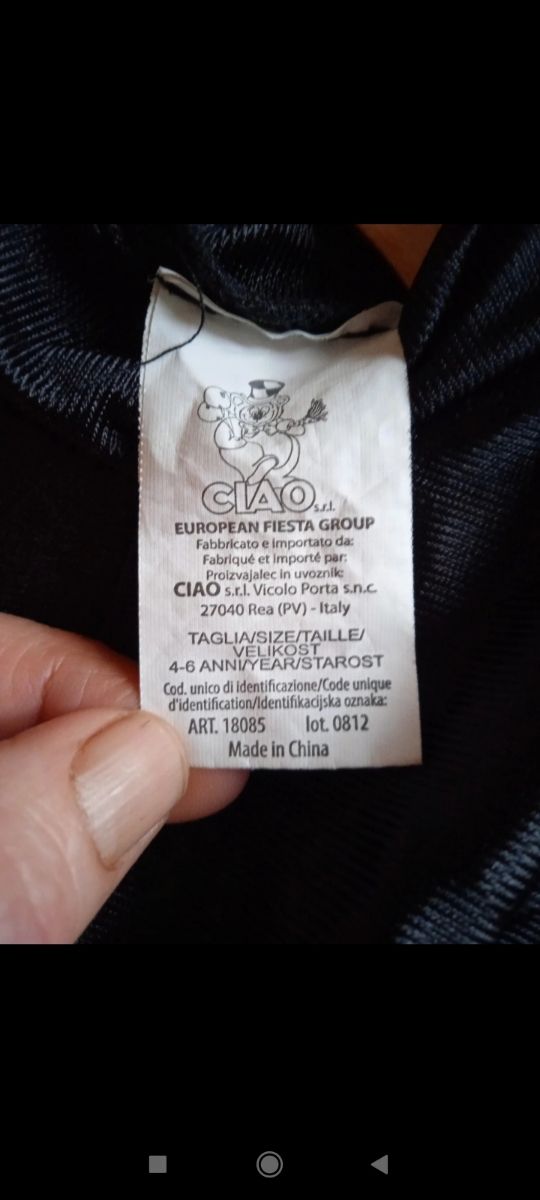 CIAO s.r.l.
EUROPEAN FIESTA GROUP
Fabbricato e importato da:
Fabriqué et importé par:
Proizvajalec in uvoznik:
CIAO s.r.l. Vicolo Porta s.n.c.
27040 Rea (PV) - Italy
TAGLIA/SIZE/TAILLE/
VELIKOST
4-6 ANNI/YEAR/STAROST
Cod. unico di identificazione/Code unique
d'identification/Identifikacijska oznaka:
ART. 18085 lot. 0812
Made in China